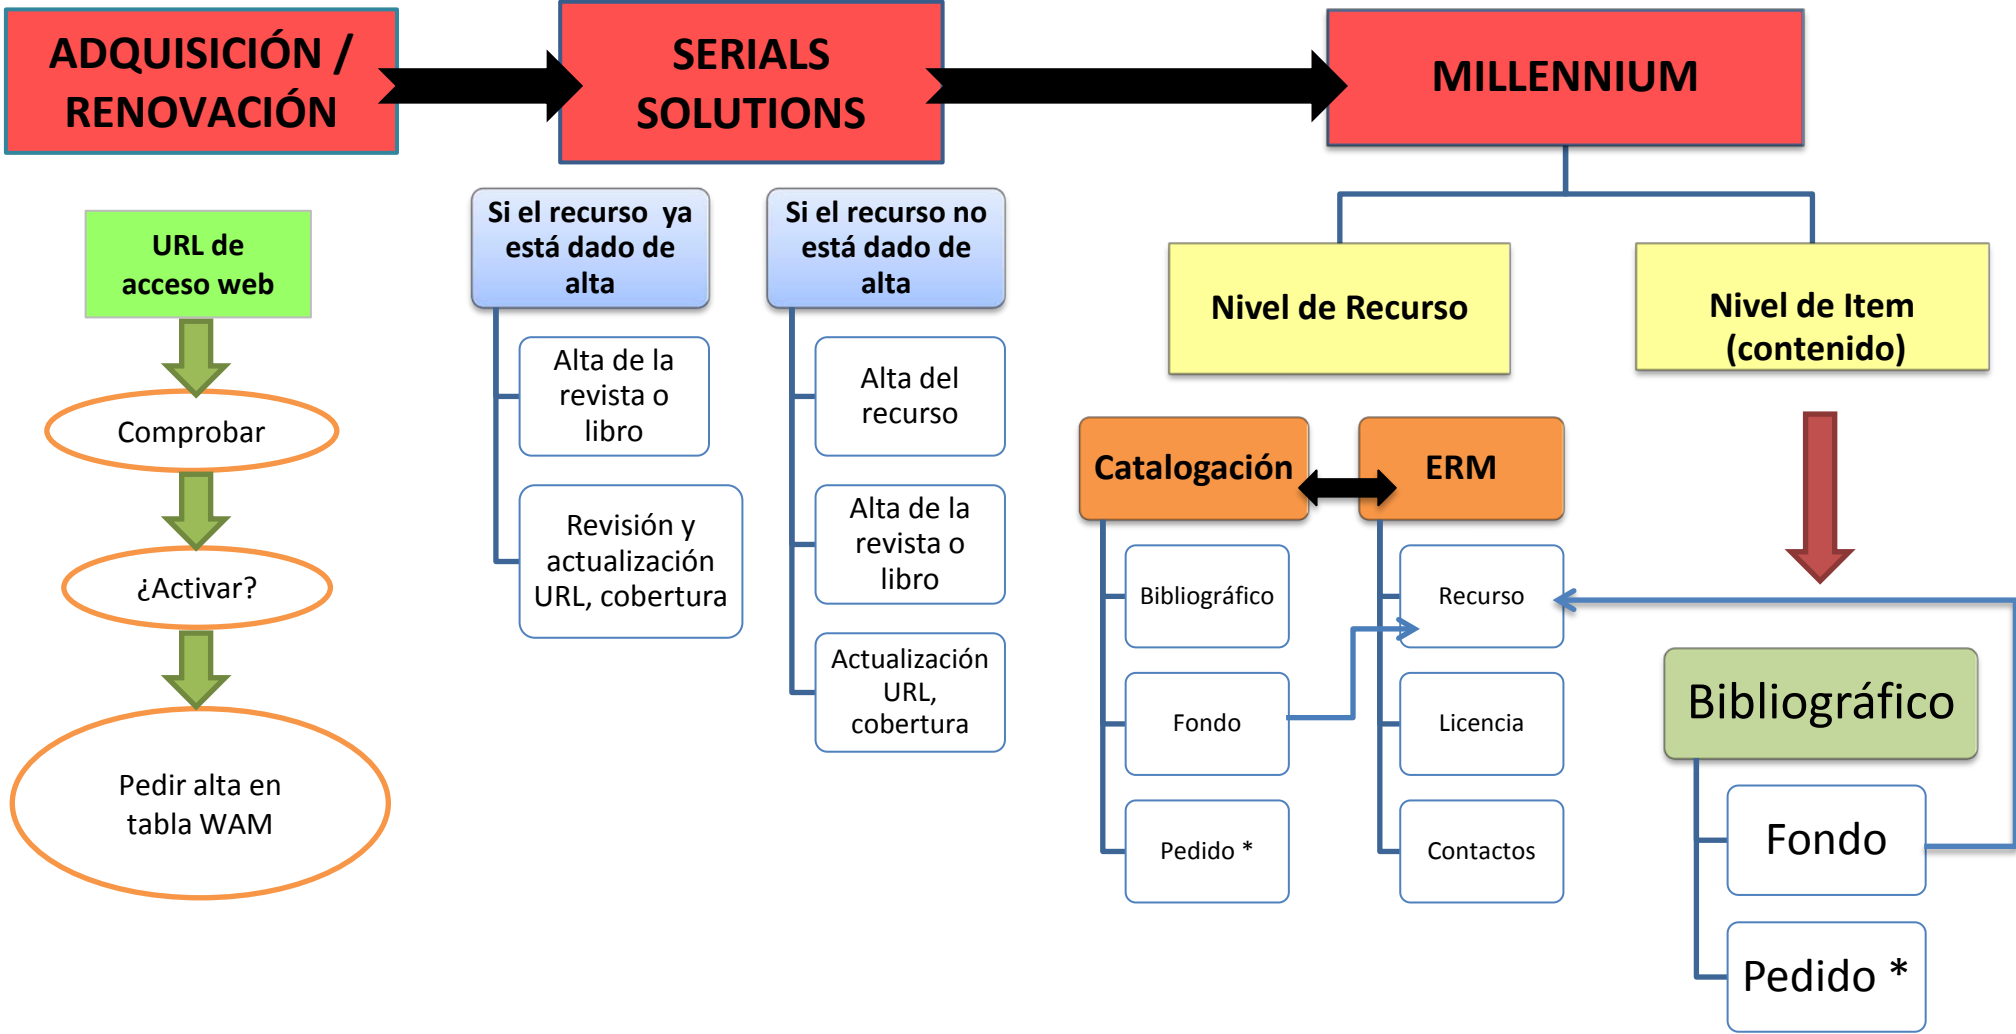 ADQUISICIÓN /
RENOVACIÓN
SERIALS
SOLUTIONS
MILLENNIUM
URL de
acceso web
Comprobar
¿Activar?
Pedir alta en
tabla WAM
Si el recurso ya
está dado de
alta
Alta de la
revista o
libro
Revisión y
actualización
URL, cobertura
Si el recurso no
está dado de
alta
Alta del
recurso
Alta de la
revista o
libro
Actualización
URL,
cobertura
Nivel de Recurso
Nivel de Item
(contenido)
Catalogación
Bibliográfico
Fondo
Pedido *
ERM
Recurso
Licencia
Contactos
Bibliográfico
Fondo
Pedido *